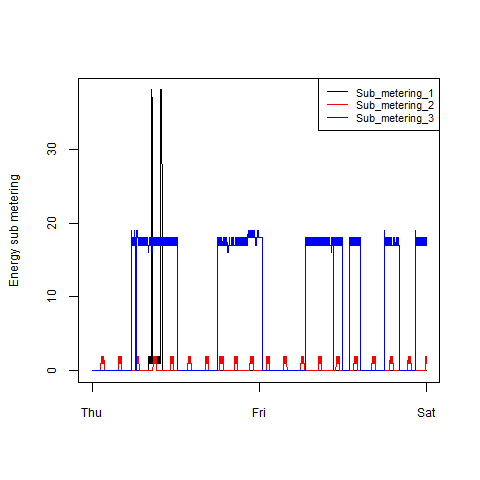 Sub_metering_1
Sub_metering_2
Sub_metering_3
Energy sub metering
30
20
10
0
Thu Fri Sat